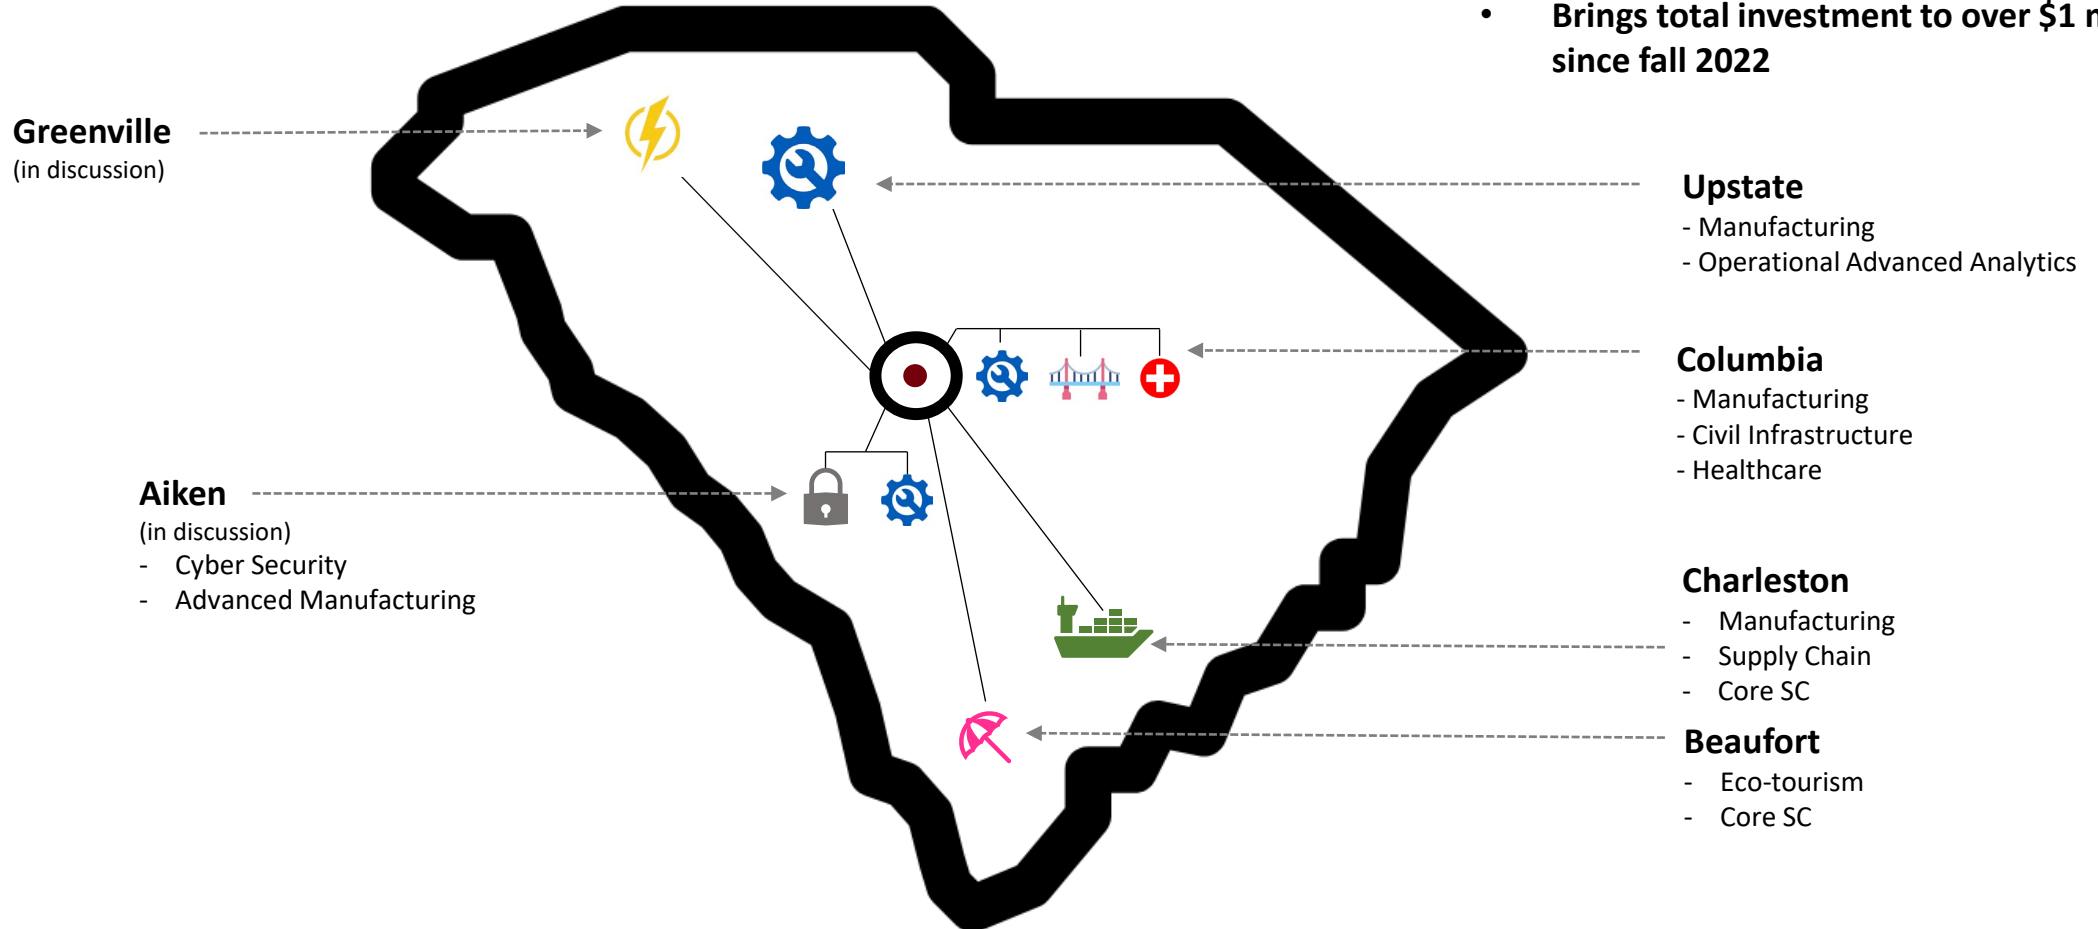 • Brings total investment to over $1
since fall 2022
Greenville
(in discussion)
Upstate
- Manufacturing
- Operational Advanced Analytics
Columbia
- Manufacturing
- Civil Infrastructure
- Healthcare
Aiken
(in discussion)
- Cyber Security
- Advanced Manufacturing
Charleston
- Manufacturing
- Supply Chain
- Core SC
Beaufort
- Eco-tourism
- Core SC